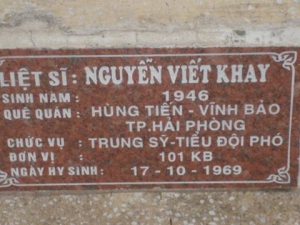 LIỆT SĨ: NGUYỄN VIẾT KHAY
SINH NĂM : 1946
QUÊ QUÁN : HÙNG TIẾN - VĨNH BẢO
TP.HẢI PHÒNG
CHỨC VỤ : TRUNG SỸ-TIỂU ĐỘI PHÓ
ĐƠN VỊ : 101 KB
NGÀY HY SINH: 17 - 10 - 1969